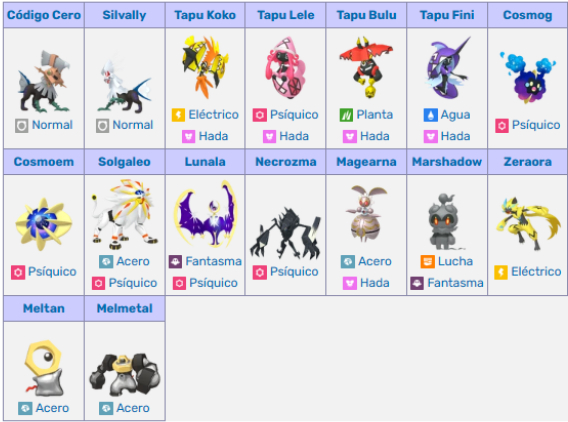 Código Cero Silvally Tapu Koko Tapu Lele Tapu Bulu Tapu Fini Cosmog
Normal Normal Eléctrico Psíquico Planta Agua Psíquico
Hada Hada Hada Hada
Cosmoem Solgaleo Lunala Necrozma Magearna Marshadow Zeraora
Psíquico Acero Fantasma Psíquico Acero Lucha Eléctrico
Psíquico Psíquico Hada Fantasma
Meltan Melmetal
Acero Acero